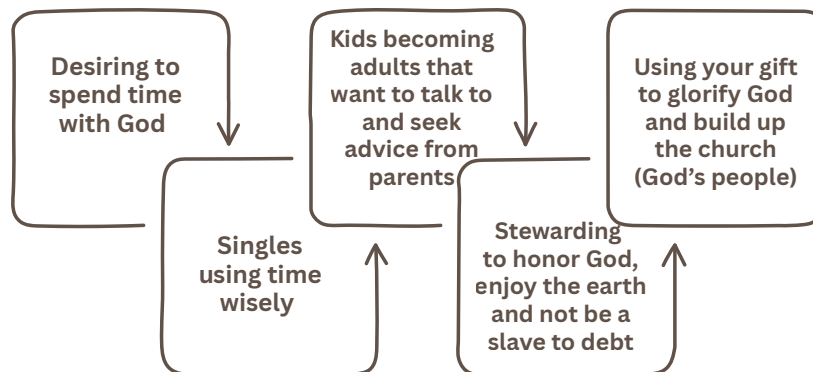 Desiring to
spend time
with God
Singles
using time
wisely
Kids becoming
adults that
want to talk to
and seek
advice from
parents
Stewarding
to honor God,
enjoy the earth
and not be a
slave to debt
Using your gift
to glorify God
and build up
the church
(God's people)